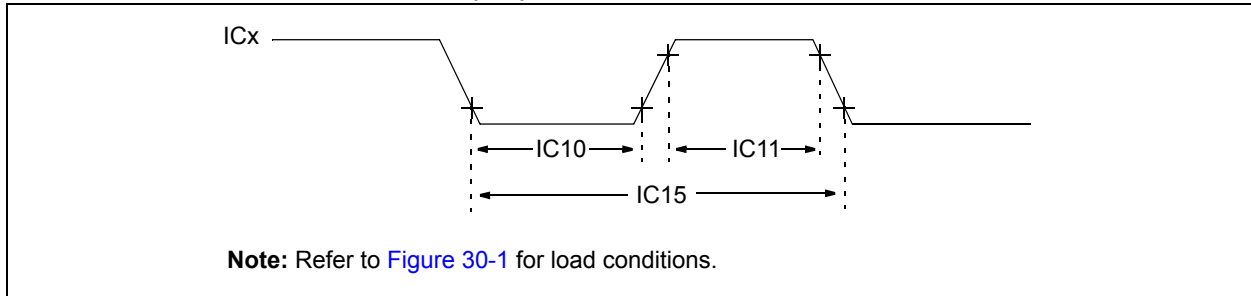 ICx
IC10
IC11
IC15
Note: Refer to Figure 30-1 for load conditions.